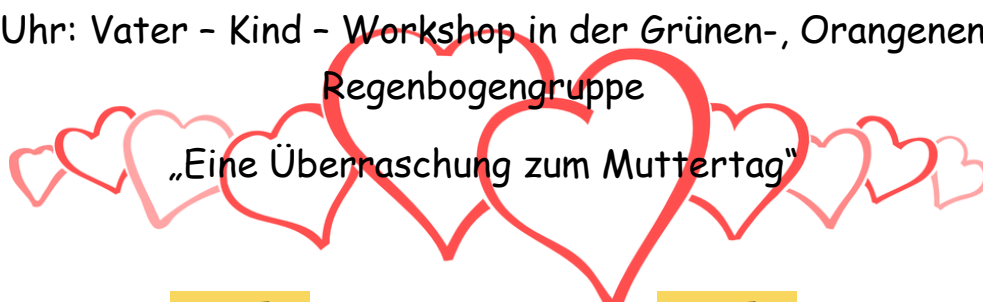 Uhr: Vater – Kind – Workshop in der Grünen-, Orangenen
Regenbogengruppe
„Eine Überraschung zum Muttertag“